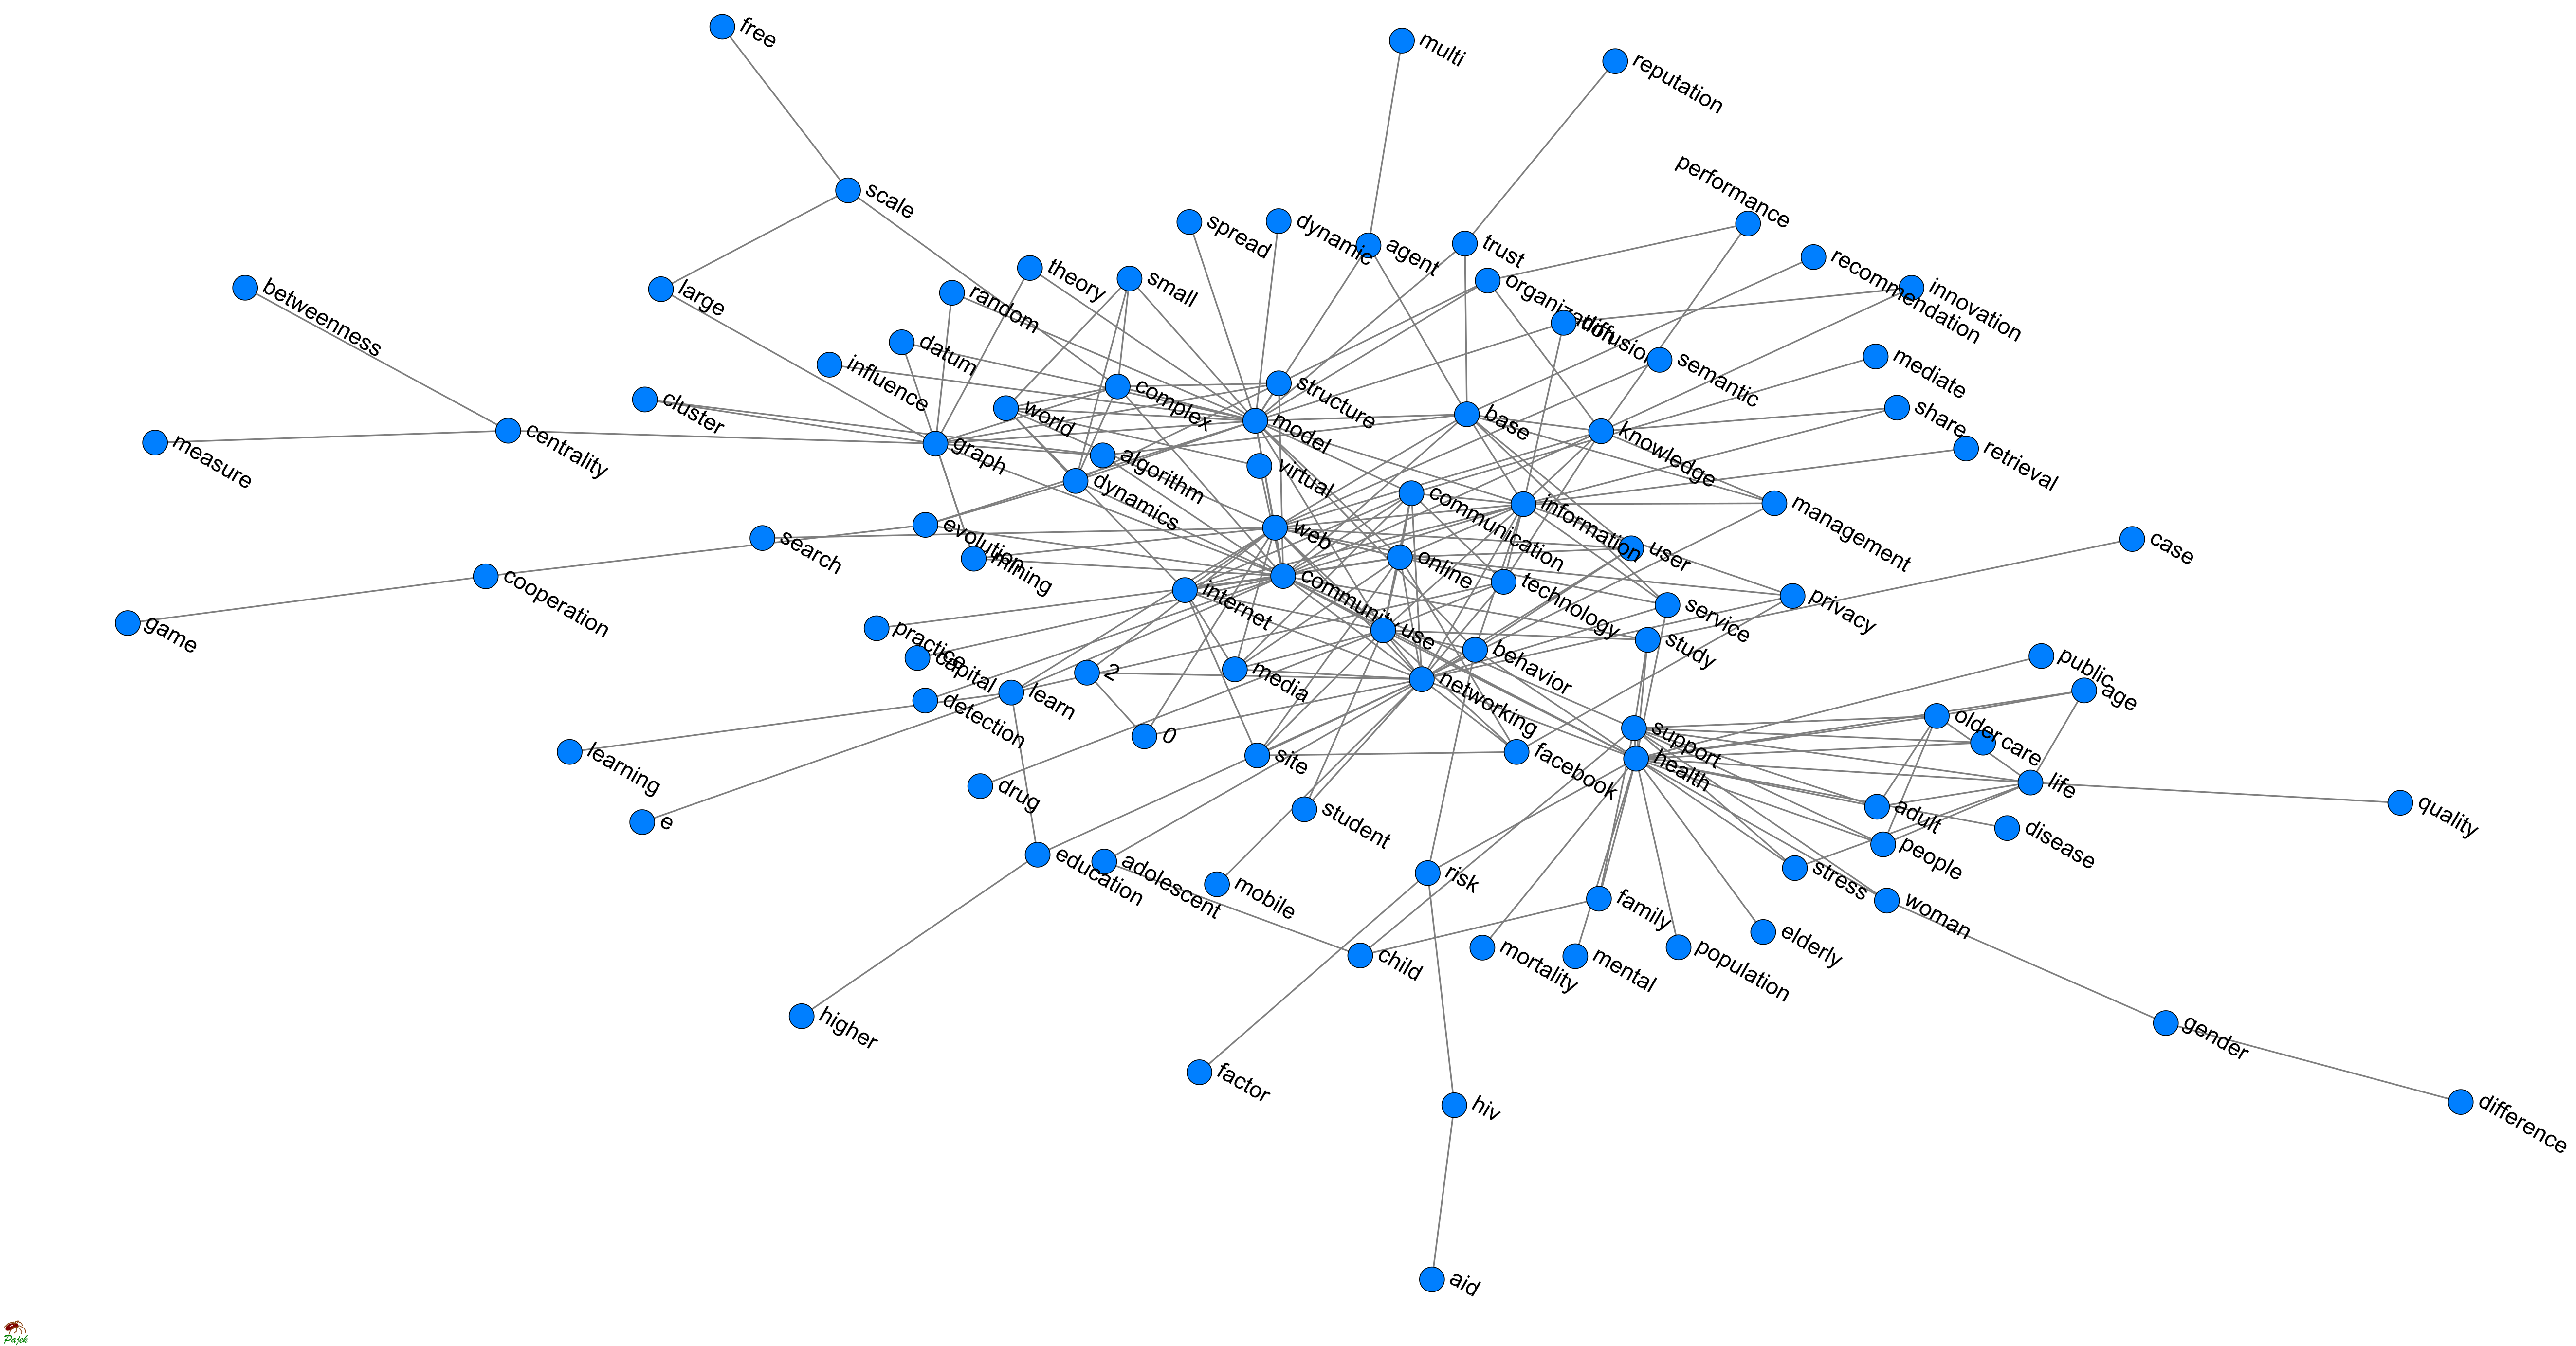 free
multi
reputation
performance
scale
spread
dynamic
agent
trust
recommendation
organization
innovation
theory
small
betweenness
large
random
diffusion
datum
semantic
mediate
influence
structure
complex
cluster
world
share
model
base
knowledge
centrality
measure
graph
algorithm
virtual
retrieval
dynamics
communication
information
management
evolution
web
search
case
mining
user
online
cooperation
community
technology
internet
privacy
service
game
practice
use
study
capital
behavior
public
media
2
networking
age
learn
detection
older
support
0
care
learning
site
facebook
health
life
drug
quality
adult
student
e
disease
people
education
adolescent
stress
risk
mobile
family
woman
elderly
child
mortality
mental
population
higher
gender
factor
difference
hiv
aid
Pajek